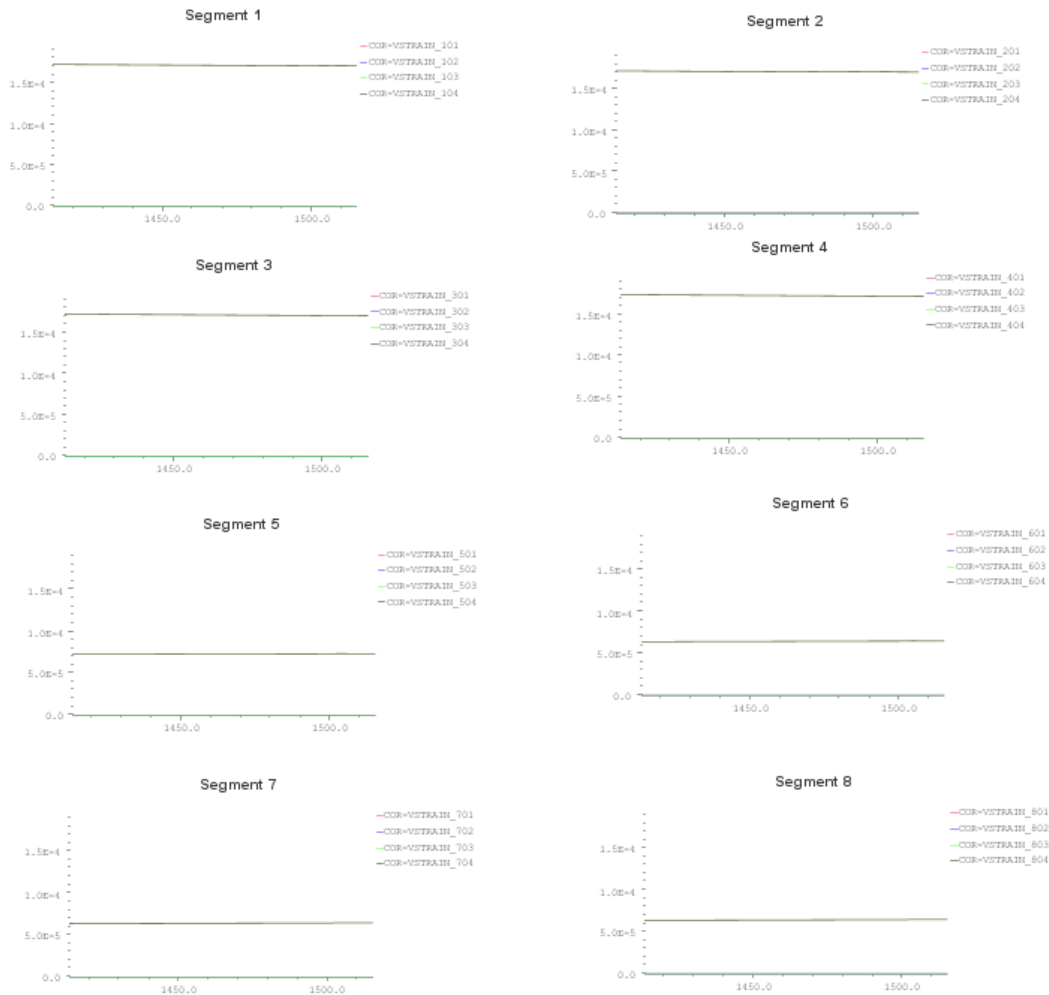 Segment 1
COR=VSTRAIN_101
COR=VSTRAIN_102
COR=VSTRAIN_103
COR=VSTRAIN_104
1.5E=4
1.0E=4
5.0E=5
0.0
1450.0 1500.0
Segment 2
COR=VSTRAIN_201
COR=VSTRAIN_202
COR=VSTRAIN_203
COR=VSTRAIN_204
1.5E=4
1.0E=4
5.0E=5
0.0
1450.0 1500.0
Segment 3
COR=VSTRAIN_301
COR=VSTRAIN_302
COR=VSTRAIN_303
COR=VSTRAIN_304
1.5E=4
1.0E=4
5.0E=5
0.0
1450.0 1500.0
Segment 4
COR=VSTRAIN_401
COR=VSTRAIN_402
COR=VSTRAIN_403
COR=VSTRAIN_404
1.5E=4
1.0E=4
5.0E=5
0.0
1450.0 1500.0
Segment 5
COR=VSTRAIN_501
COR=VSTRAIN_502
COR=VSTRAIN_503
COR=VSTRAIN_504
1.5E=4
1.0E=4
5.0E=5
0.0
1450.0 1500.0
Segment 6
COR=VSTRAIN_601
COR=VSTRAIN_602
COR=VSTRAIN_603
COR=VSTRAIN_604
1.5E=4
1.0E=4
5.0E=5
0.0
1450.0 1500.0
Segment 7
COR=VSTRAIN_701
COR=VSTRAIN_702
COR=VSTRAIN_703
COR=VSTRAIN_704
1.5E=4
1.0E=4
5.0E=5
0.0
1450.0 1500.0
Segment 8
COR=VSTRAIN_801
COR=VSTRAIN_802
COR=VSTRAIN_803
COR=VSTRAIN_804
1.5E=4
1.0E=4
5.0E=5
0.0
1450.0 1500.0